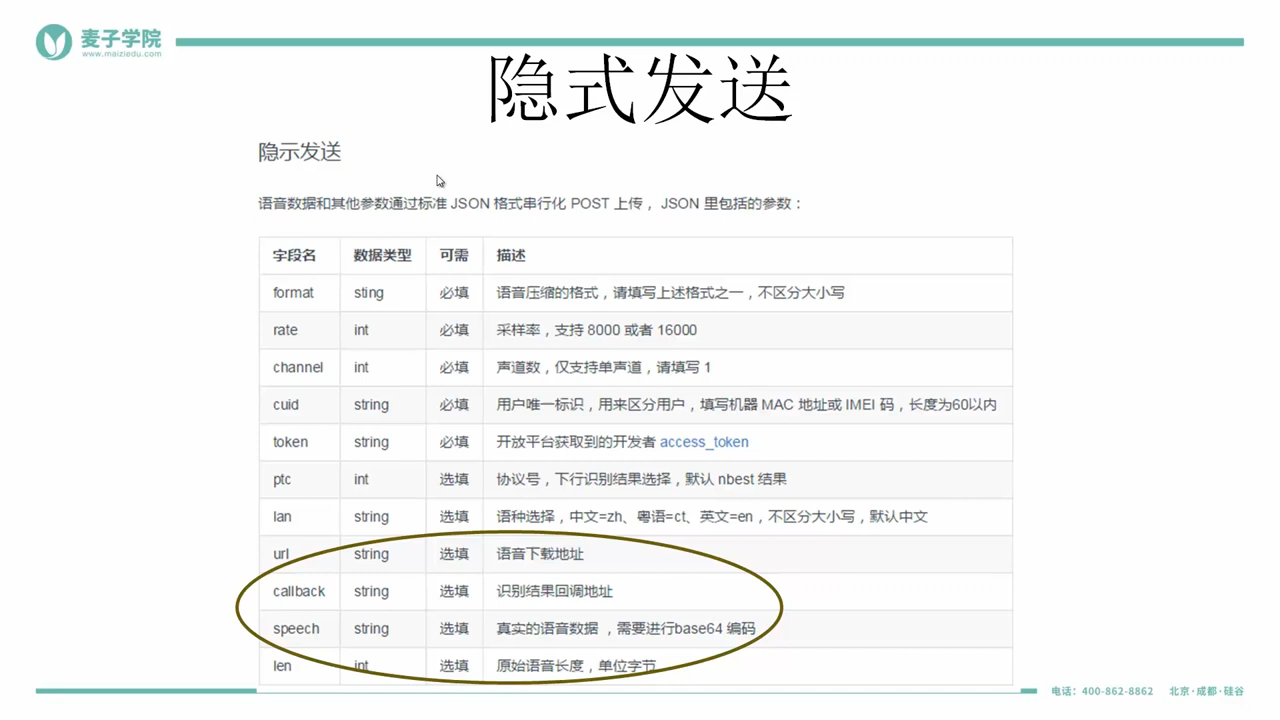 麦子学院
www.maiziedu.com
隐式发送
隐示发送
语音数据和其他参数通过标准 JSON 格式串行化 POST 上传， JSON 里包括的参数：
字段名 数据类型 可需 描述
format sting 必填 语音压缩的格式，请填写上述格式之一，不区分大小写
rate int 必填 采样率，支持 8000 或者 16000
channel int 必填 声道数，仅支持单声道，请填写 1
cuid string 必填 用户唯一标识，用来区分用户，填写机器 MAC 地址或 IMEI 码，长度为60以内
token string 必填 开放平台获取到的开发者 access_token
ptc int 选填 协议号，下行识别结果选择，默认 nbest 结果
lan string 选填 语种选择，中文=zh、粤语=ct、英文=en，不区分大小写，默认中文
url string 选填 语音下载地址
callback string 选填 识别结果回调地址
speech string 选填 真实的语音数据 ，需要进行base64 编码
len int 选填 原始语音长度，单位字节
电话：400-862-8862 北京·成都·硅谷